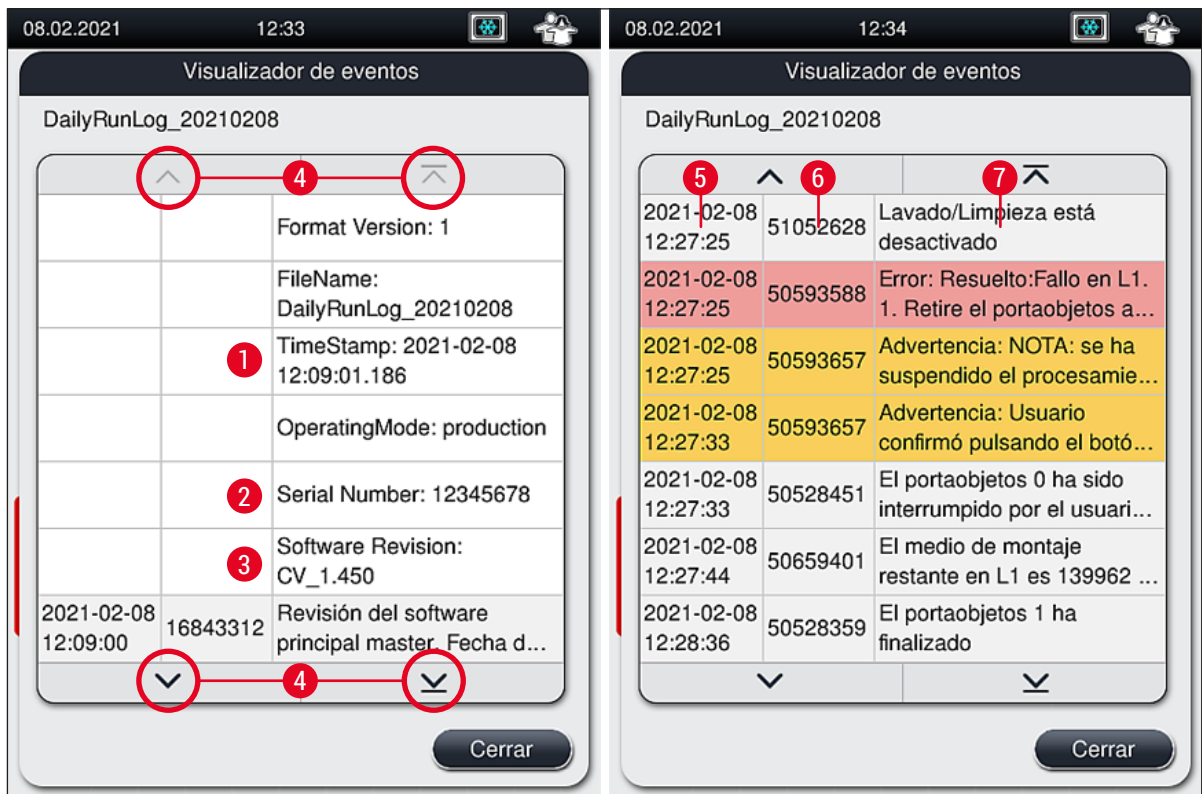 08.02.2021 12:33
Visualizador de eventos
DailyRunLog_20210208
4
Format Version: 1
FileName:
DailyRunLog_20210208
1
TimeStamp: 2021-02-08
12:09:01.186
OperatingMode: production
2
Serial Number: 12345678
3
Software Revision:
CV_1.450
2021-02-08
12:09:00
16843312
Revisión del software
principal master. Fecha d...
4
Cerrar
08.02.2021 12:34
Visualizador de eventos
DailyRunLog_20210208
5 6 7
2021-02-08
12:27:25
51052628
Lavado/Limpieza está
desactivado
2021-02-08
12:27:25
50593588
Error: Resuelto:Fallo en L1.
1. Retire el portaobjetos a...
2021-02-08
12:27:25
50593657
Advertencia: NOTA: se ha
suspendido el procesamie...
2021-02-08
12:27:33
50593657
Advertencia: Usuario
confirmó pulsando el botó...
2021-02-08
12:27:33
50528451
El portaobjetos 0 ha sido
interrumpido por el usuari...
2021-02-08
12:27:44
50659401
El medio de montaje
restante en L1 es 139962 ...
2021-02-08
12:28:36
50528359
El portaobjetos 1 ha
finalizado
Cerrar